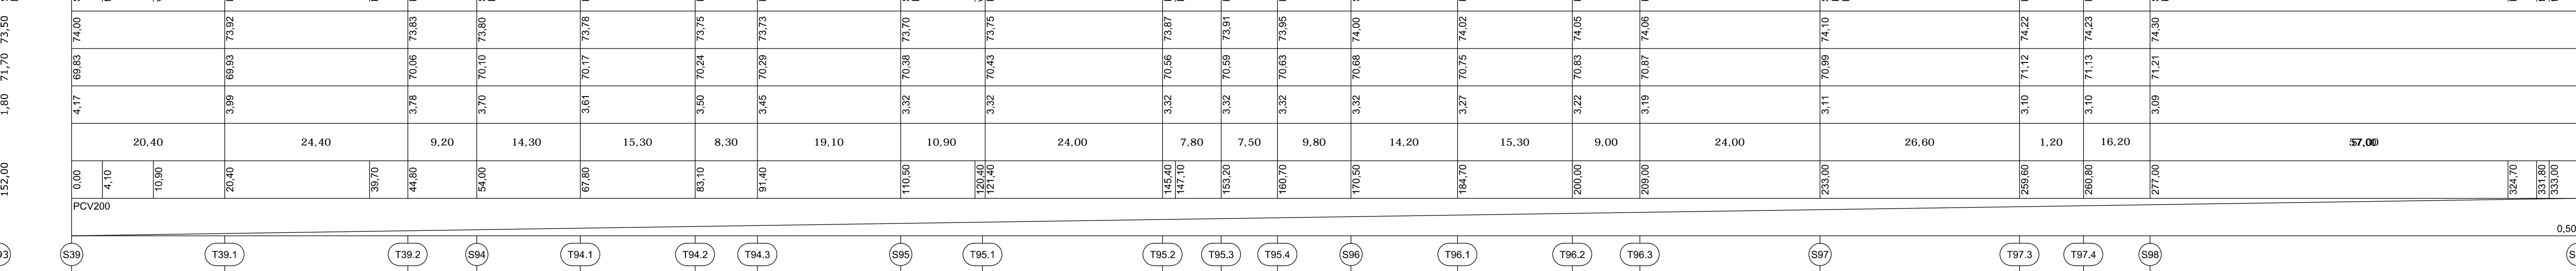 73,50 74,00 73,92 73,83 73,80 73,78 73,75 73,73 73,70 73,75 73,87 73,91 73,95 74,00 74,02 74,05 74,06 74,10 74,22 74,23 74,30
71,70 69,83 69,93 70,06 70,10 70,17 70,24 70,29 70,38 70,43 70,56 70,59 70,63 70,68 70,75 70,83 70,87 70,99 71,12 71,13 71,21
1,80 4,17 3,99 3,78 3,70 3,61 3,50 3,45 3,32 3,32 3,32 3,32 3,32 3,32 3,27 3,22 3,19 3,11 3,10 3,10 3,09
20,40 24,40 9,20 14,30 15,30 8,30 19,10 10,90 24,00 7,80 7,50 9,80 14,20 15,30 9,00 24,00 26,60 1,20 16,20
152,00 0,00 4,10 10,90 20,40 39,70 44,80 54,00 67,80 83,10 91,40 110,50 120,40 121,40 145,40 147,10 153,20 160,70 170,50 184,70 200,00 209,00 233,00 259,60 260,80 277,00 324,70 331,80 333,00
PCV200
0,50
93 S39 T39.1 T39.2 S94 T94.1 T94.2 T94.3 S95 T95.1 T95.2 T95.3 T95.4 S96 T96.1 T96.2 T96.3 S97 T97.3 T97.4 S98